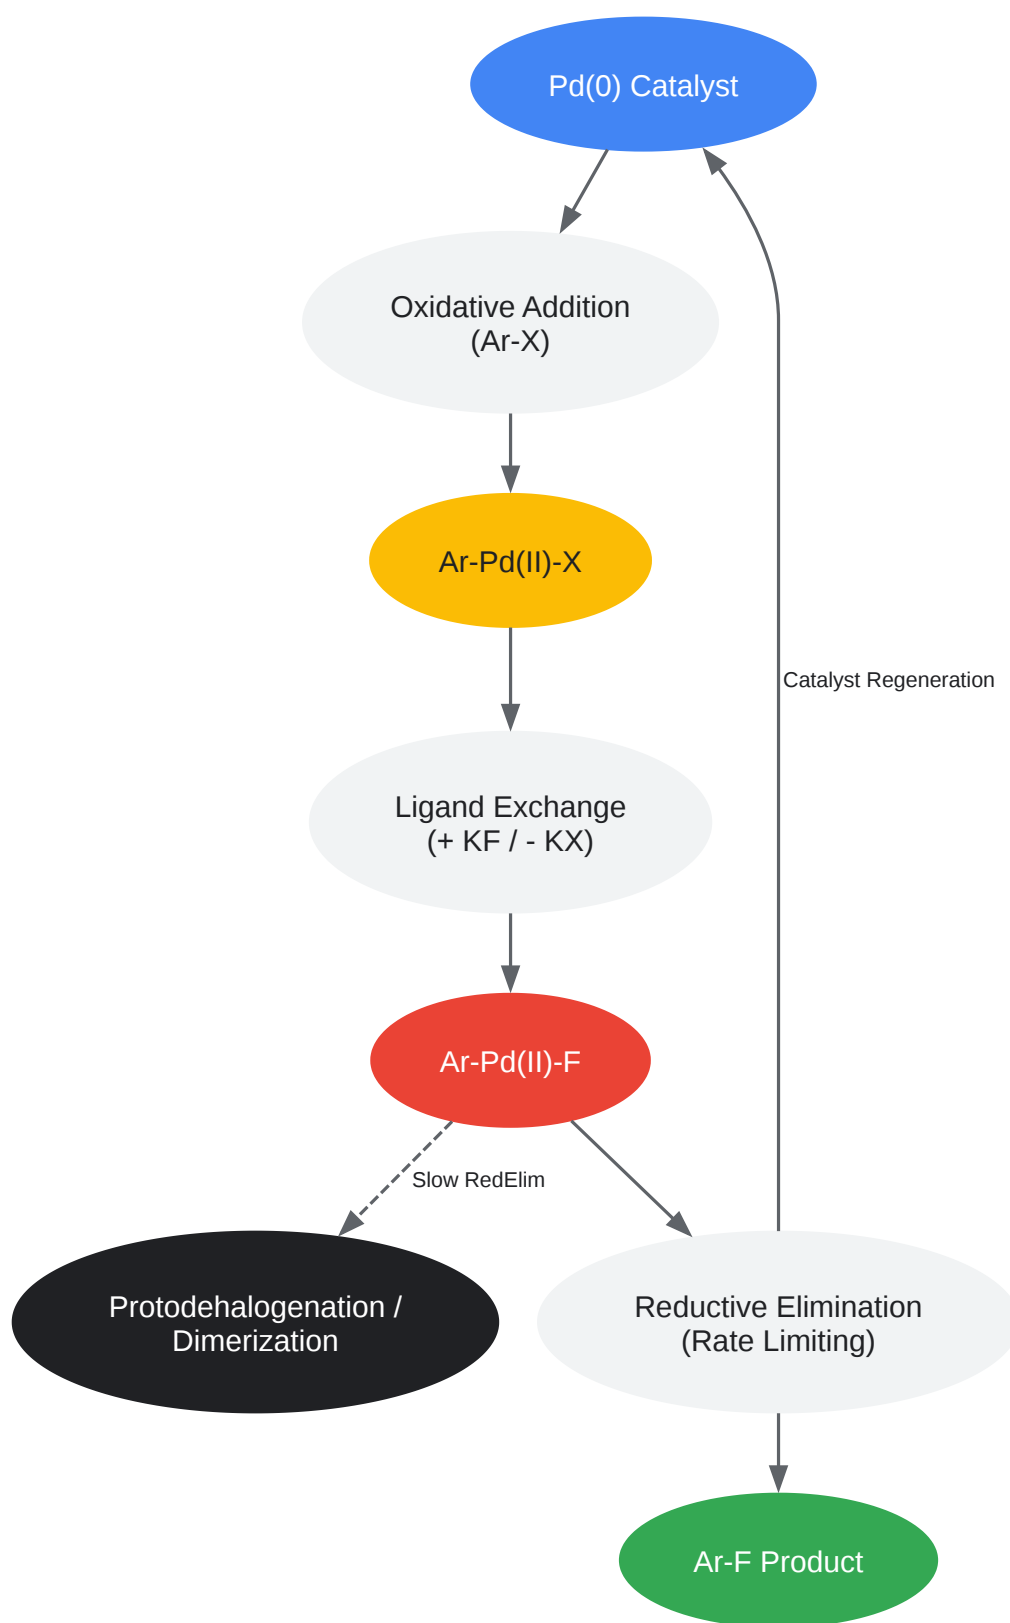 Pd(0) Catalyst
Oxidative Addition
(Ar-X)
Ar-Pd(II)-X
Catalyst Regeneration
Ligand Exchange
(+ KF / - KX)
Ar-Pd(II)-F
Slow RedElim
Protodehalogenation /
Dimerization
Reductive Elimination
(Rate Limiting)
Ar-F Product